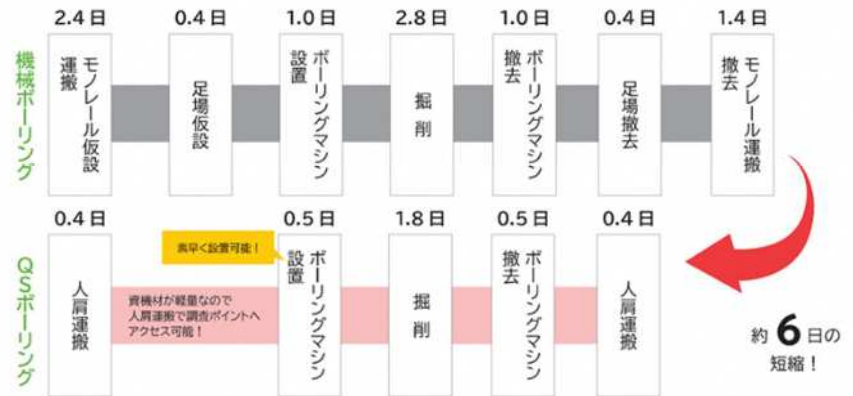 2.4日
0.4日
1.0日
2.8日
1.0日
0.4日
1.4日
機械ボーリング
モノレール仮設
運搬
足場仮設
ボーリングマシン
設置
掘削
ボーリングマシン
撤去
足場撤去
モノレール運搬
撤去
0.4日
0.5日
1.8日
0.5日
0.4日
QSボーリング
人肩運搬
素早く設置可能！
資機材が軽量なので
人肩運搬で調査ポイントへ
アクセス可能！
ボーリングマシン
設置
掘削
ボーリングマシン
撤去
人肩運搬
約6日の
短縮！